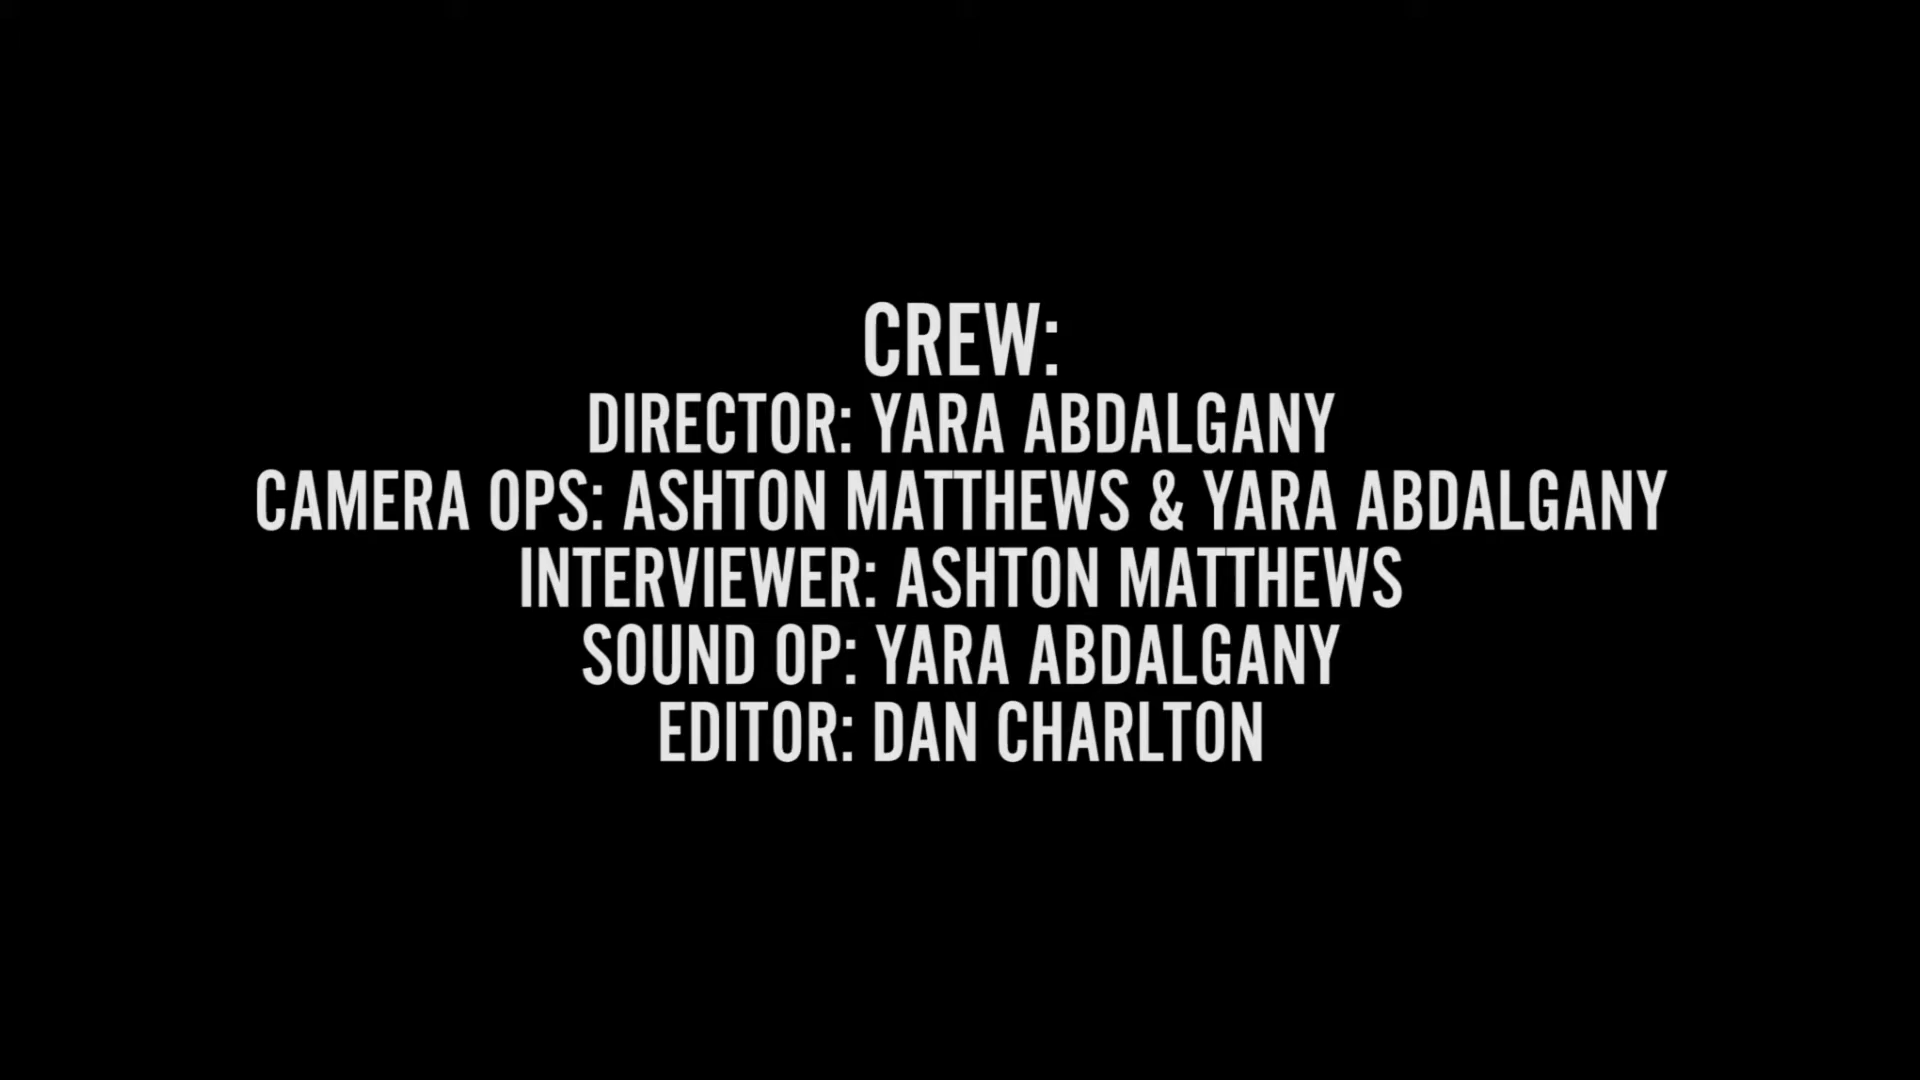 CREW:
DIRECTOR: YARA ABDALGANY
CAMERA OPS: ASHTON MATTHEWS & YARA ABDALGANY
INTERVIEWER: ASHTON MATTHEWS
SOUND OP: YARA ABDALGANY
EDITOR: DAN CHARLTON